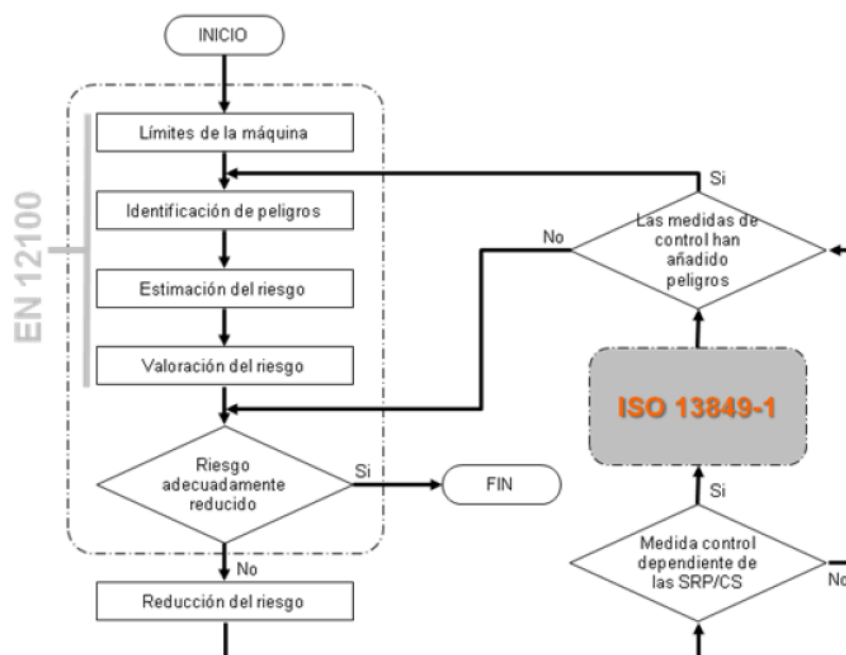 INICIO
Límites de la máquina
Identificación de peligros
Estimación del riesgo
Valoración del riesgo
EN 12100
Riesgo
adecuadamente
reducido
Si
FIN
No
Reducción del riesgo
Si
Las medidas de
control han
añadido
peligros
No
ISO 13849-1
Si
Medida control
dependiente de
las SRP/CS
No